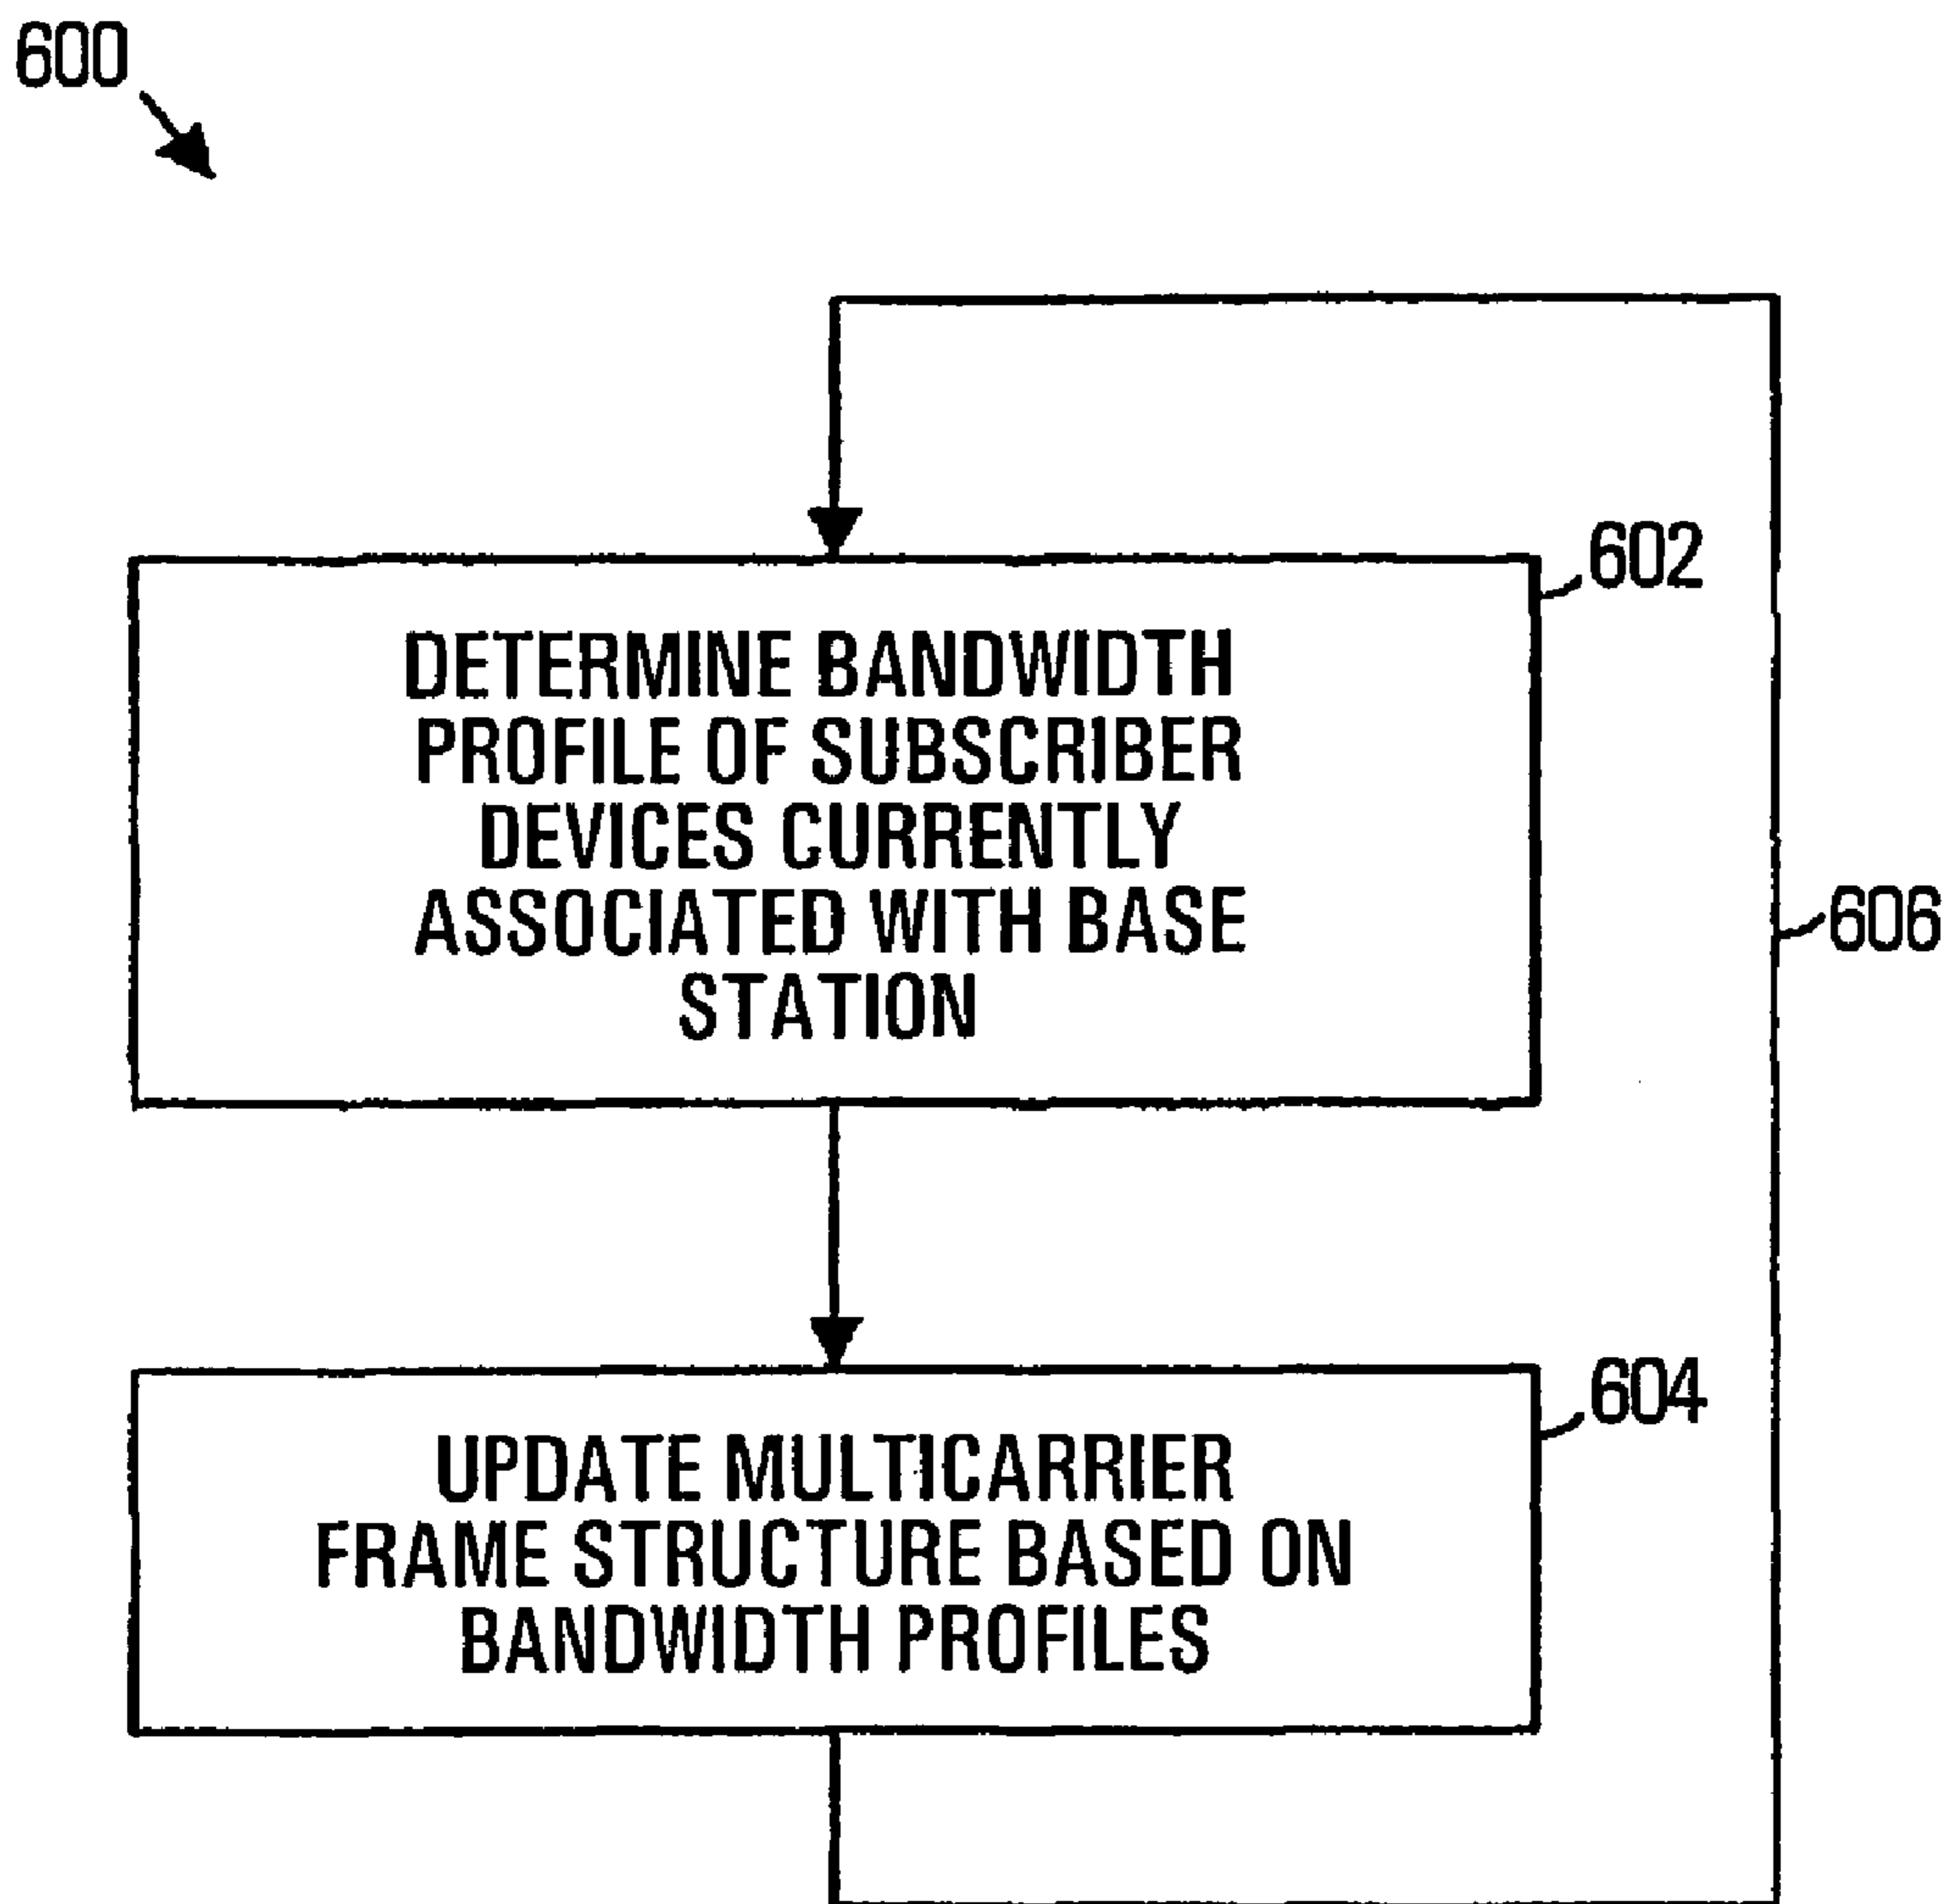 600
602
DETERMINE BANDWIDTH
PROFILE OF SUBSCRIBER
DEVICES CURRENTLY
ASSOCIATED WITH BASE
STATION
606
604
UPDATE MULTICARRIER
FRAME STRUCTURE BASED ON
BANDWIDTH PROFILES